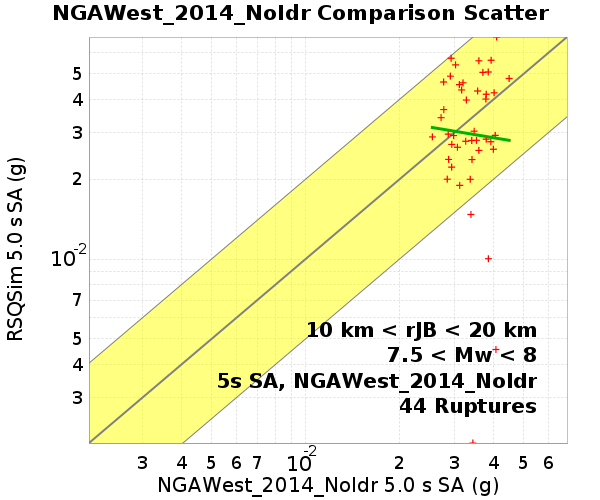 NGAWest_2014_NoIdr Comparison Scatter
RSQSim 5.0 s SA (g)
5
4
3
2
10^-2
7
5
4
3
10 km < rJB < 20 km
7.5 < Mw < 8
5s SA, NGAWest_2014_NoIdr
44 Ruptures
3 4 5 6 7 10^-2 2 3 4 5 6
NGAWest_2014_NoIdr 5.0 s SA (g)